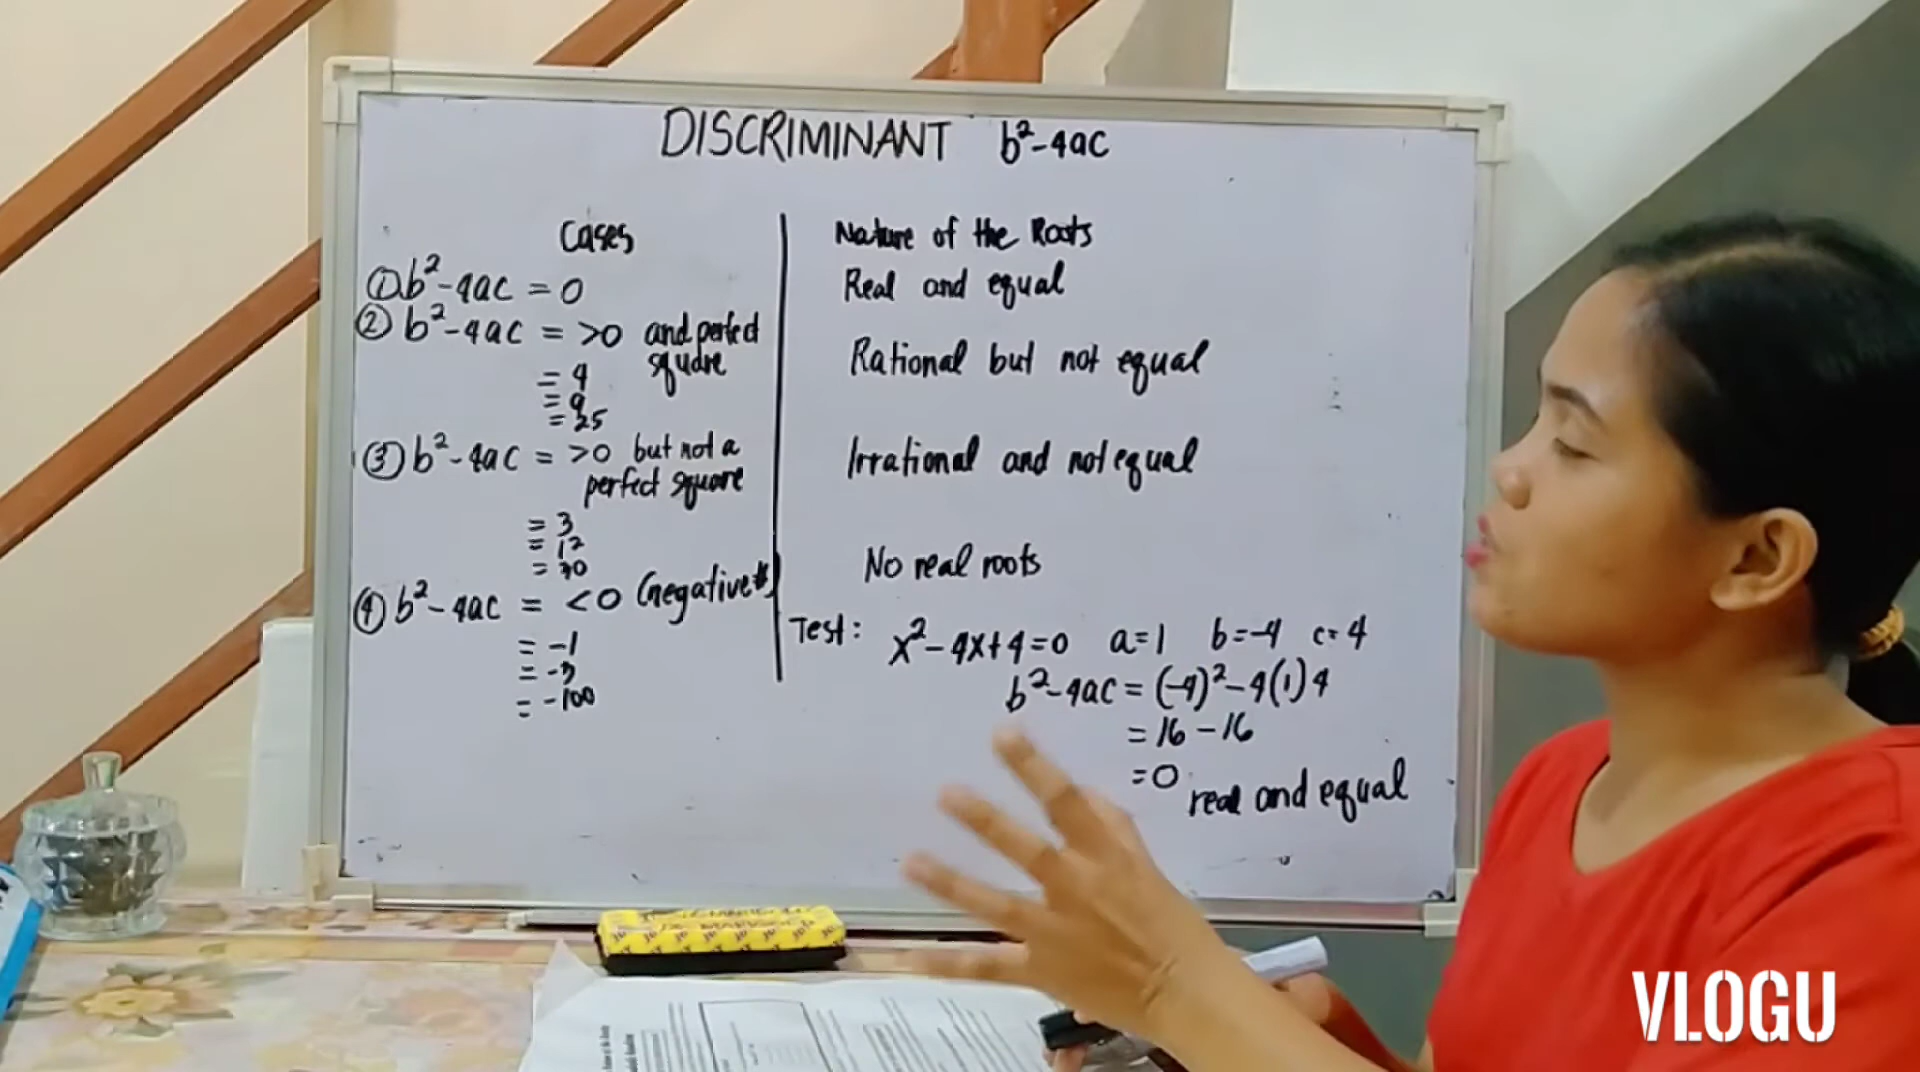 DISCRIMINANT b²-4ac
Cases
① b²-4ac = 0
② b²-4ac = >0 and perfect
square
= 4
= 9
= 25
③ b²-4ac = >0 but not a
perfect square
= 3
= 12
④ b²-4ac = <0 (negative #)
= -1
= -3
= -100
Nature of the Roots
Real and equal
Rational but not equal
Irrational and not equal
No real roots
Test: x²-4x+4=0 a=1 b=-4 c=4
b²-4ac = (-4)²-4(1)4
= 16-16
=0 real and equal
VLOGU